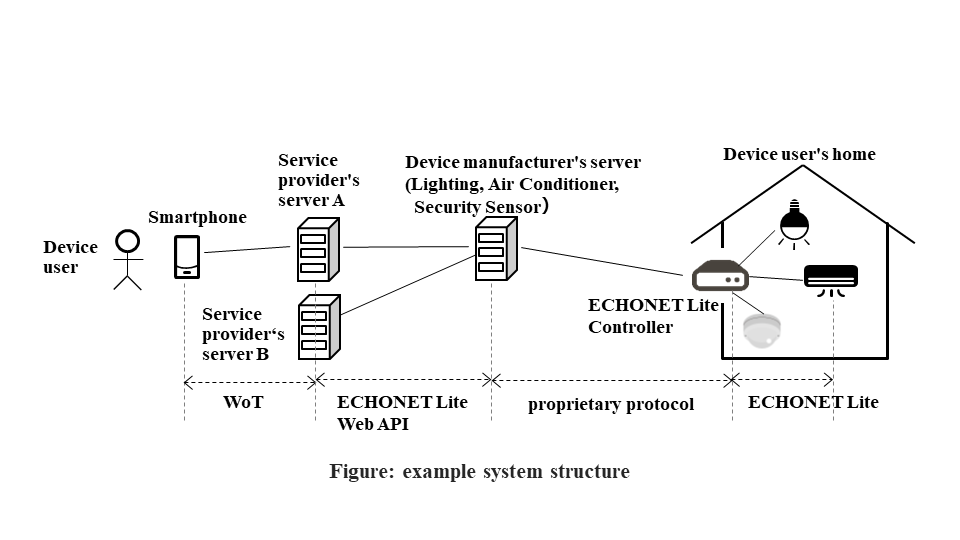 Device user's home
Service
provider's
server A
Device manufacturer's server
(Lighting, Air Conditioner,
Security Sensor）
Smartphone
Device
user
Service
provider‘s
server B
ECHONET Lite
Controller
WoT
ECHONET Lite
Web API
proprietary protocol
ECHONET Lite
Figure: example system structure